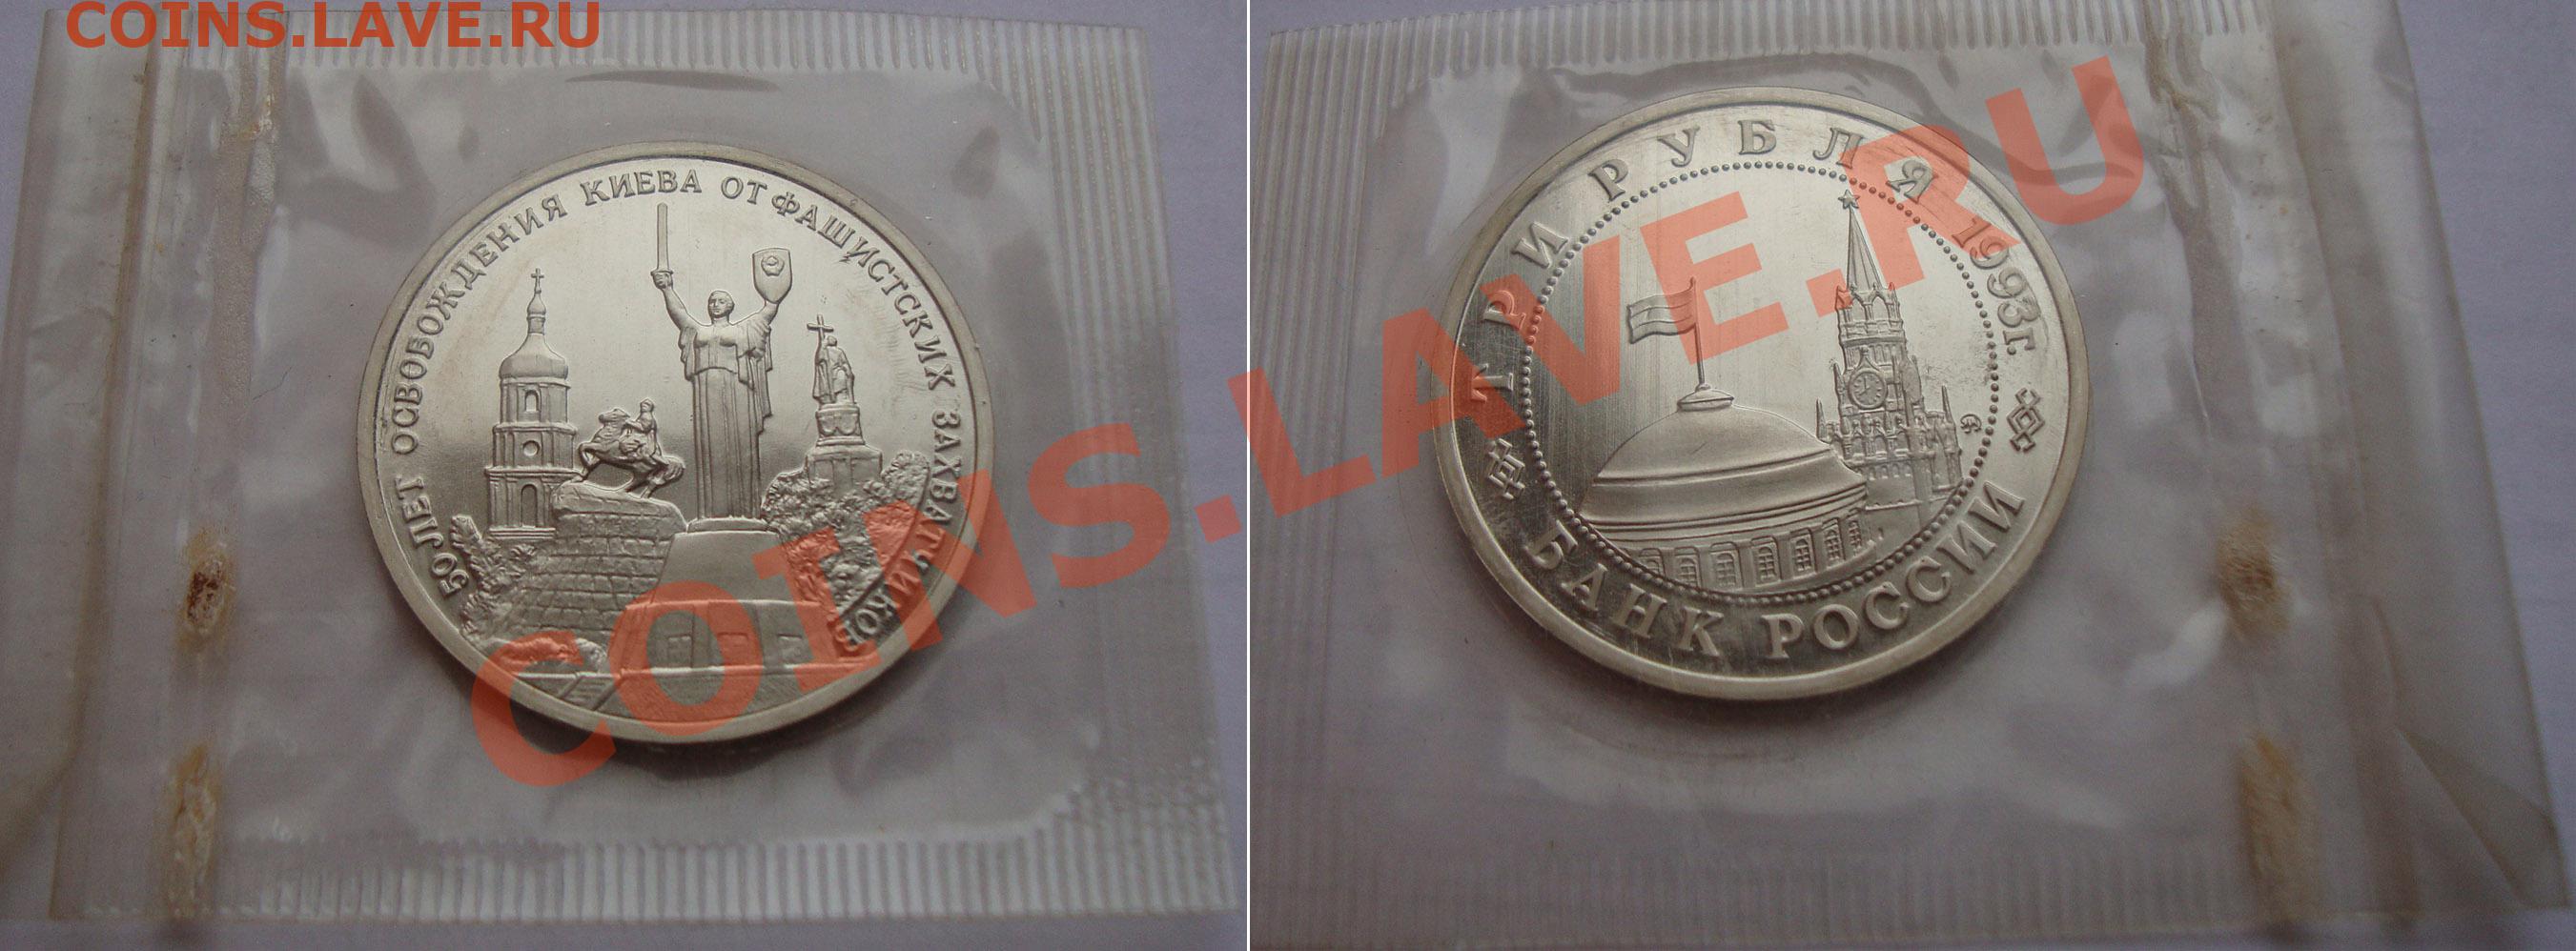 COINS.LAVE.RU
50 ЛЕТ ОСВОБОЖДЕНИЯ КИЕВА ОТ ФАШИСТСКИХ ЗАХВАТЧИКОВ
ТРИ РУБЛЯ 1993г.
БАНК РОССИИ
COINS.LAVE.RU